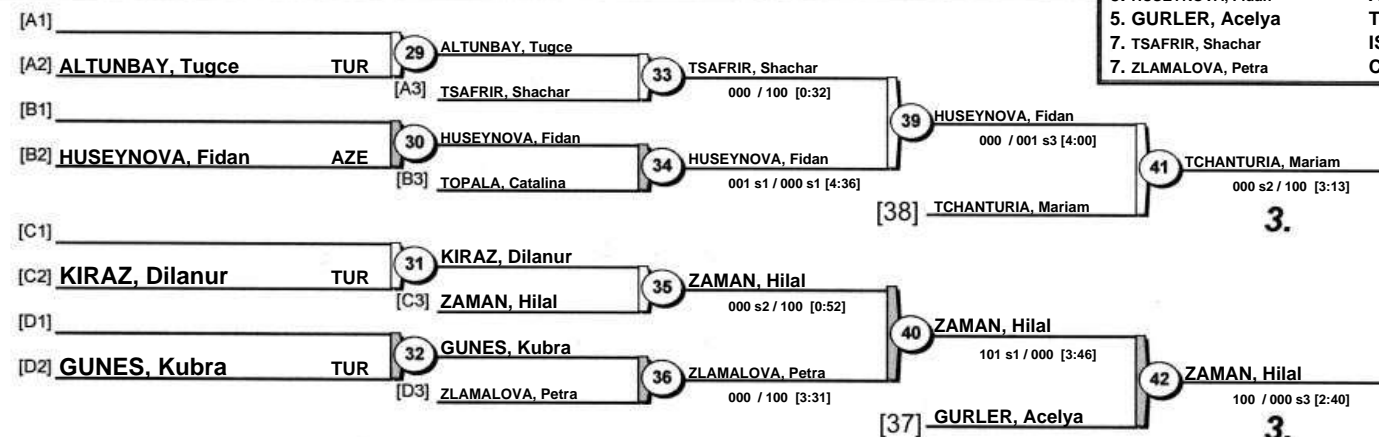 5. GURLER, Acelya T
7. TSAFRIR, Shachar IS
7. ZLAMALOVA, Petra C
[A1]
[A2] ALTUNBAY, Tugce TUR
29 ALTUNBAY, Tugce
[A3] TSAFRIR, Shachar
33 TSAFRIR, Shachar
000 / 100 [0:32]
[B1]
[B2] HUSEYNOVA, Fidan AZE
30 HUSEYNOVA, Fidan
[B3] TOPALA, Catalina
34 HUSEYNOVA, Fidan
001 s1 / 000 s1 [4:36]
39 HUSEYNOVA, Fidan
000 / 001 s3 [4:00]
[38] TCHANTURIA, Mariam
41 TCHANTURIA, Mariam
000 s2 / 100 [3:13]
3.
[C1]
[C2] KIRAZ, Dilanur TUR
31 KIRAZ, Dilanur
[C3] ZAMAN, Hilal
35 ZAMAN, Hilal
000 s2 / 100 [0:52]
[D1]
[D2] GUNES, Kubra TUR
32 GUNES, Kubra
[D3] ZLAMALOVA, Petra
36 ZLAMALOVA, Petra
000 / 100 [3:31]
40 ZAMAN, Hilal
101 s1 / 000 [3:46]
[37] GURLER, Acelya
42 ZAMAN, Hilal
100 / 000 s3 [2:40]
3.